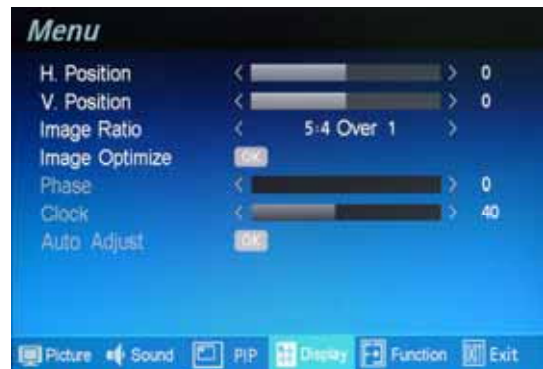 Menu
H. Position 0
V. Position 0
Image Ratio 5:4 Over 1
Image Optimize OK
Phase 0
Clock 40
Auto Adjust OK
Picture Sound PIP Display Function Exit